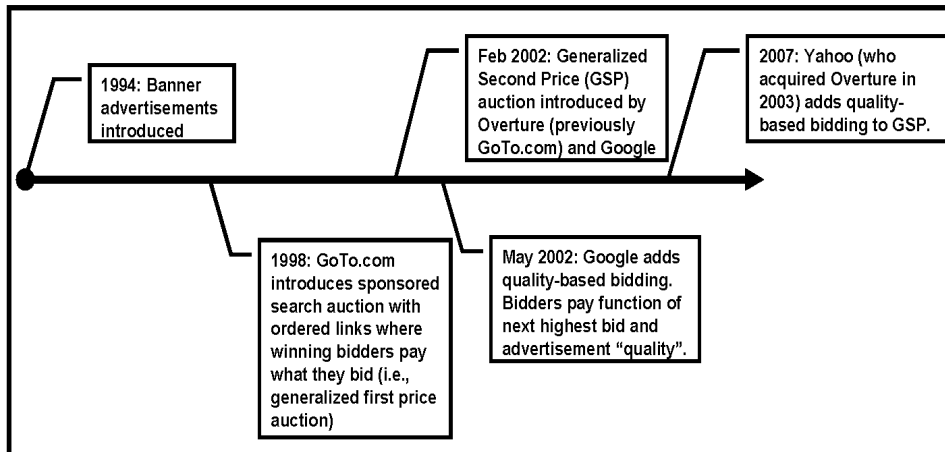 1994: Banner
advertisements
introduced
1998: GoTo.com
introduces sponsored
search auction with
ordered links where
winning bidders pay
what they bid (i.e.,
generalized first price
auction)
Feb 2002: Generalized
Second Price (GSP)
auction introduced by
Overture (previously
GoTo.com) and Google
May 2002: Google adds
quality-based bidding.
Bidders pay function of
next highest bid and
advertisement “quality”.
2007: Yahoo (who
acquired Overture in
2003) adds quality-
based bidding to GSP.